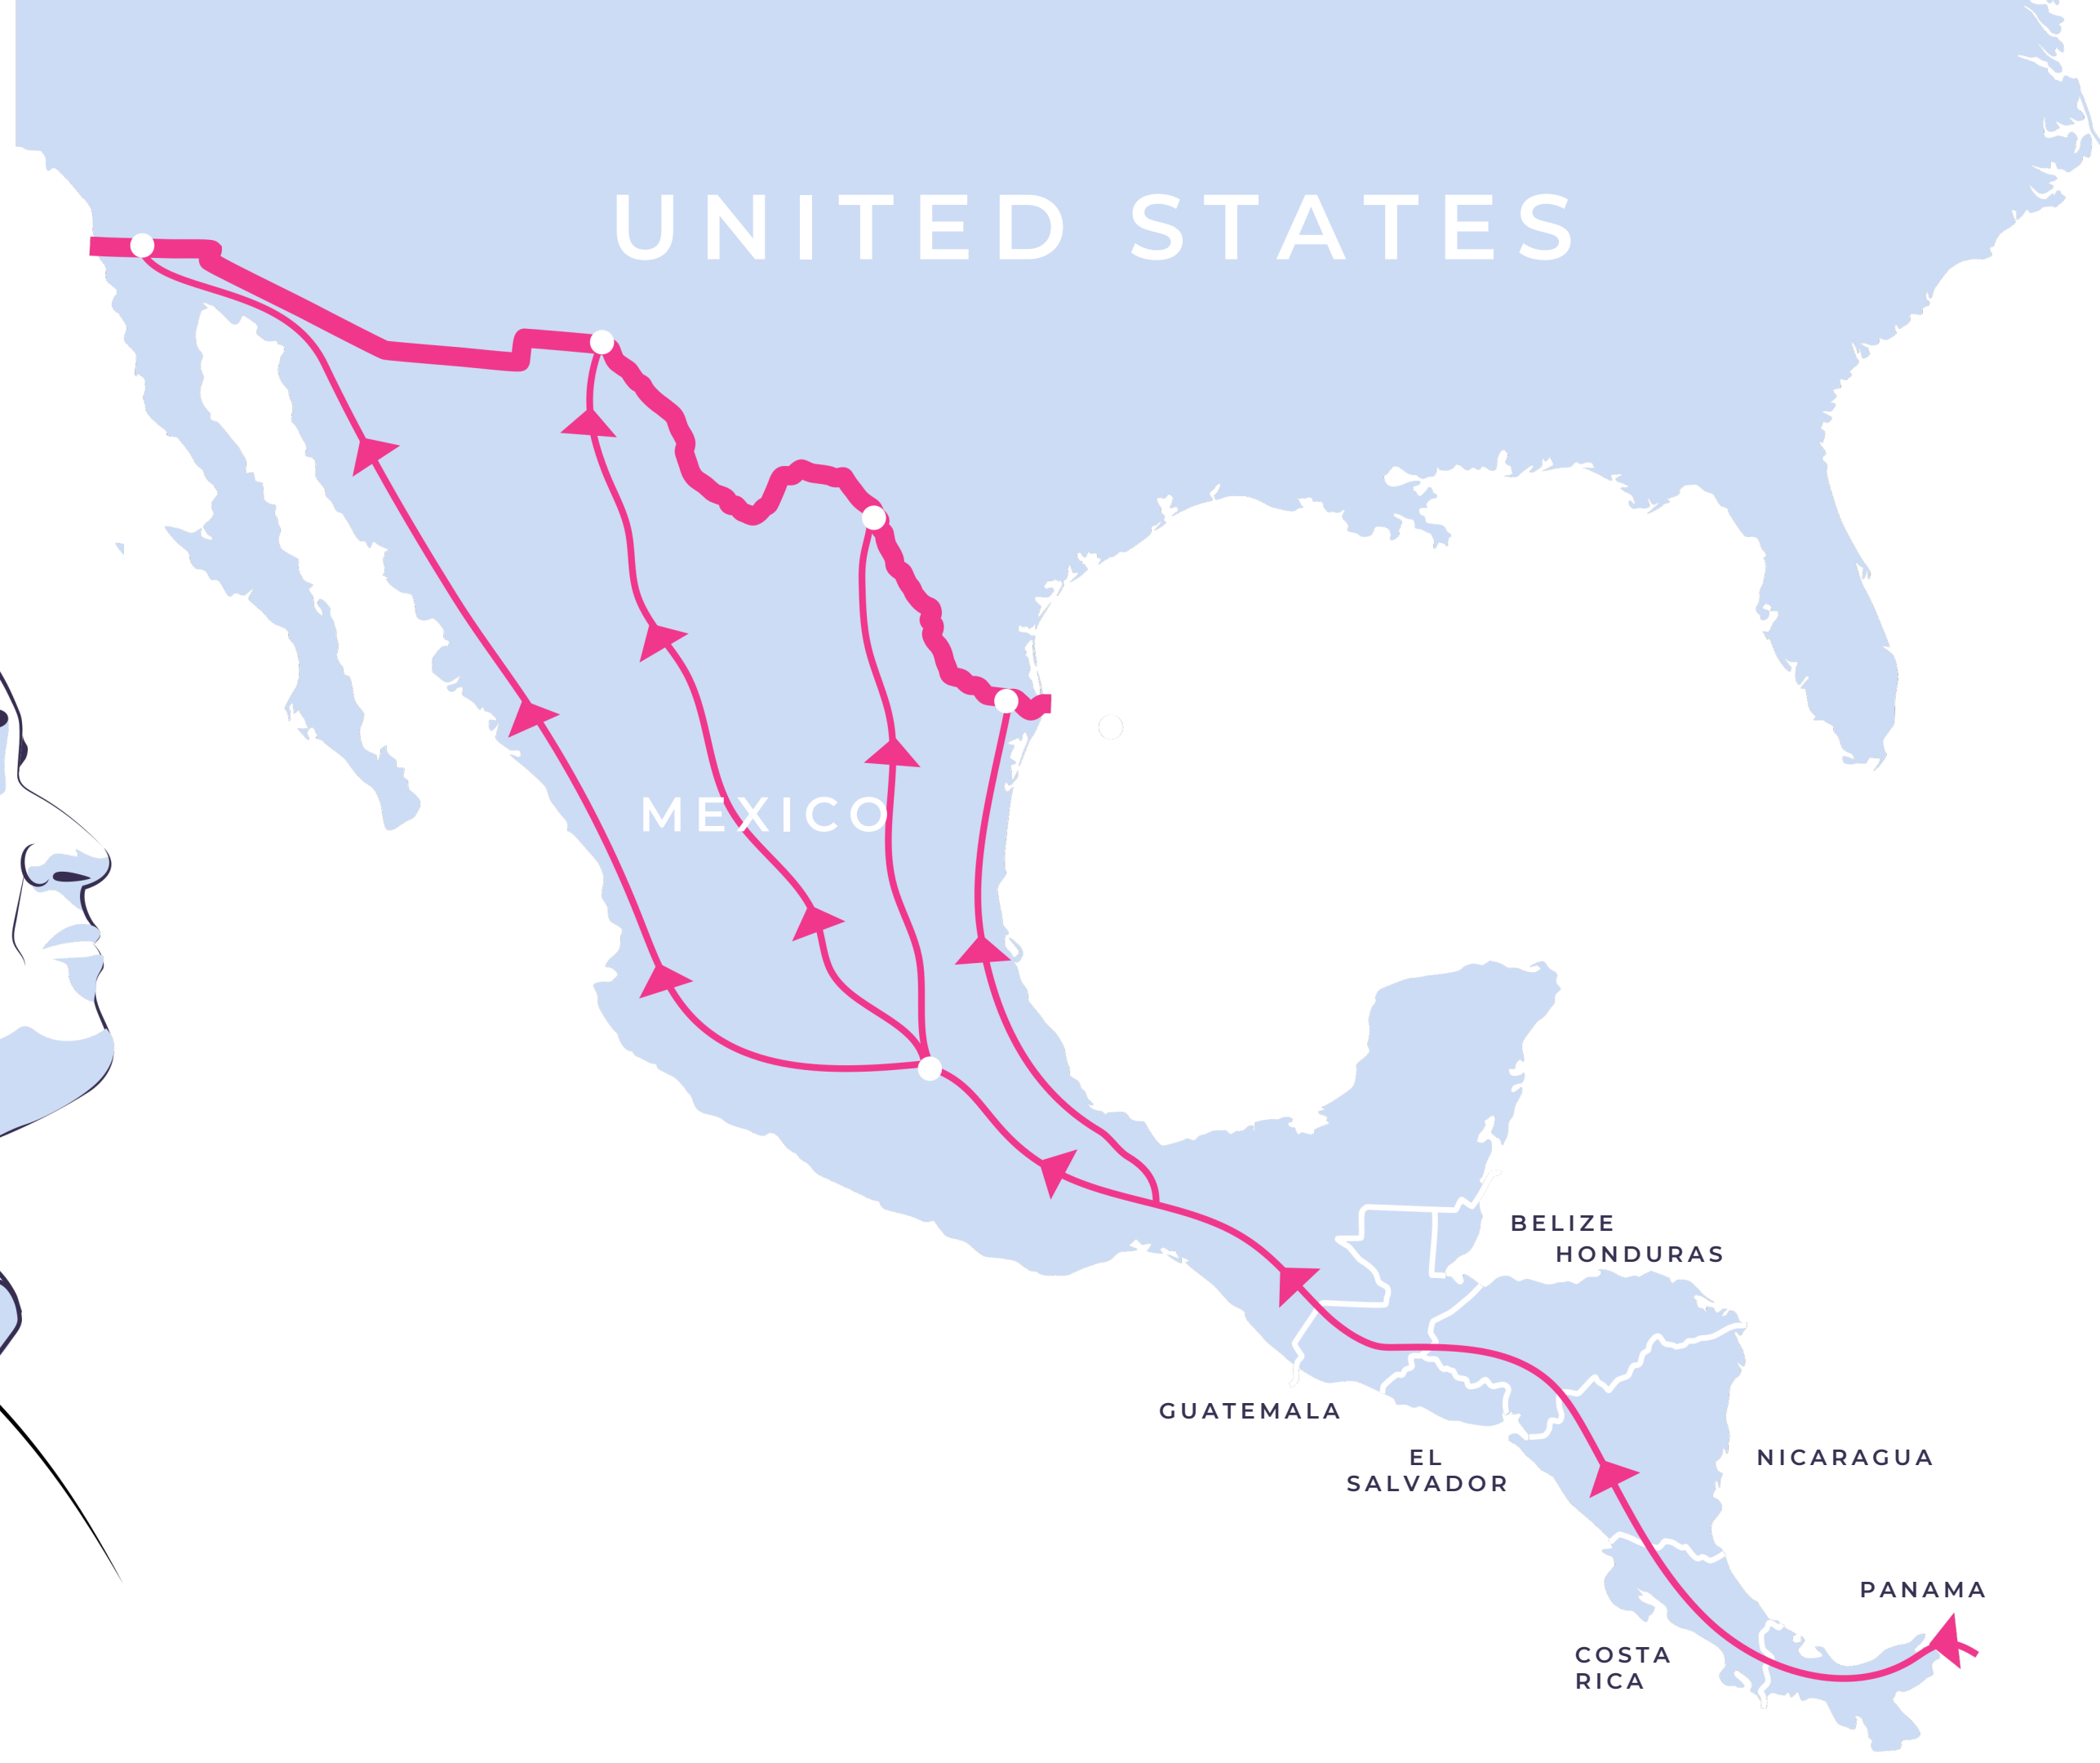 UNITED STATES
MEXICO
BELIZE
HONDURAS
GUATEMALA
EL
SALVADOR
NICARAGUA
PANAMA
COSTA
RICA